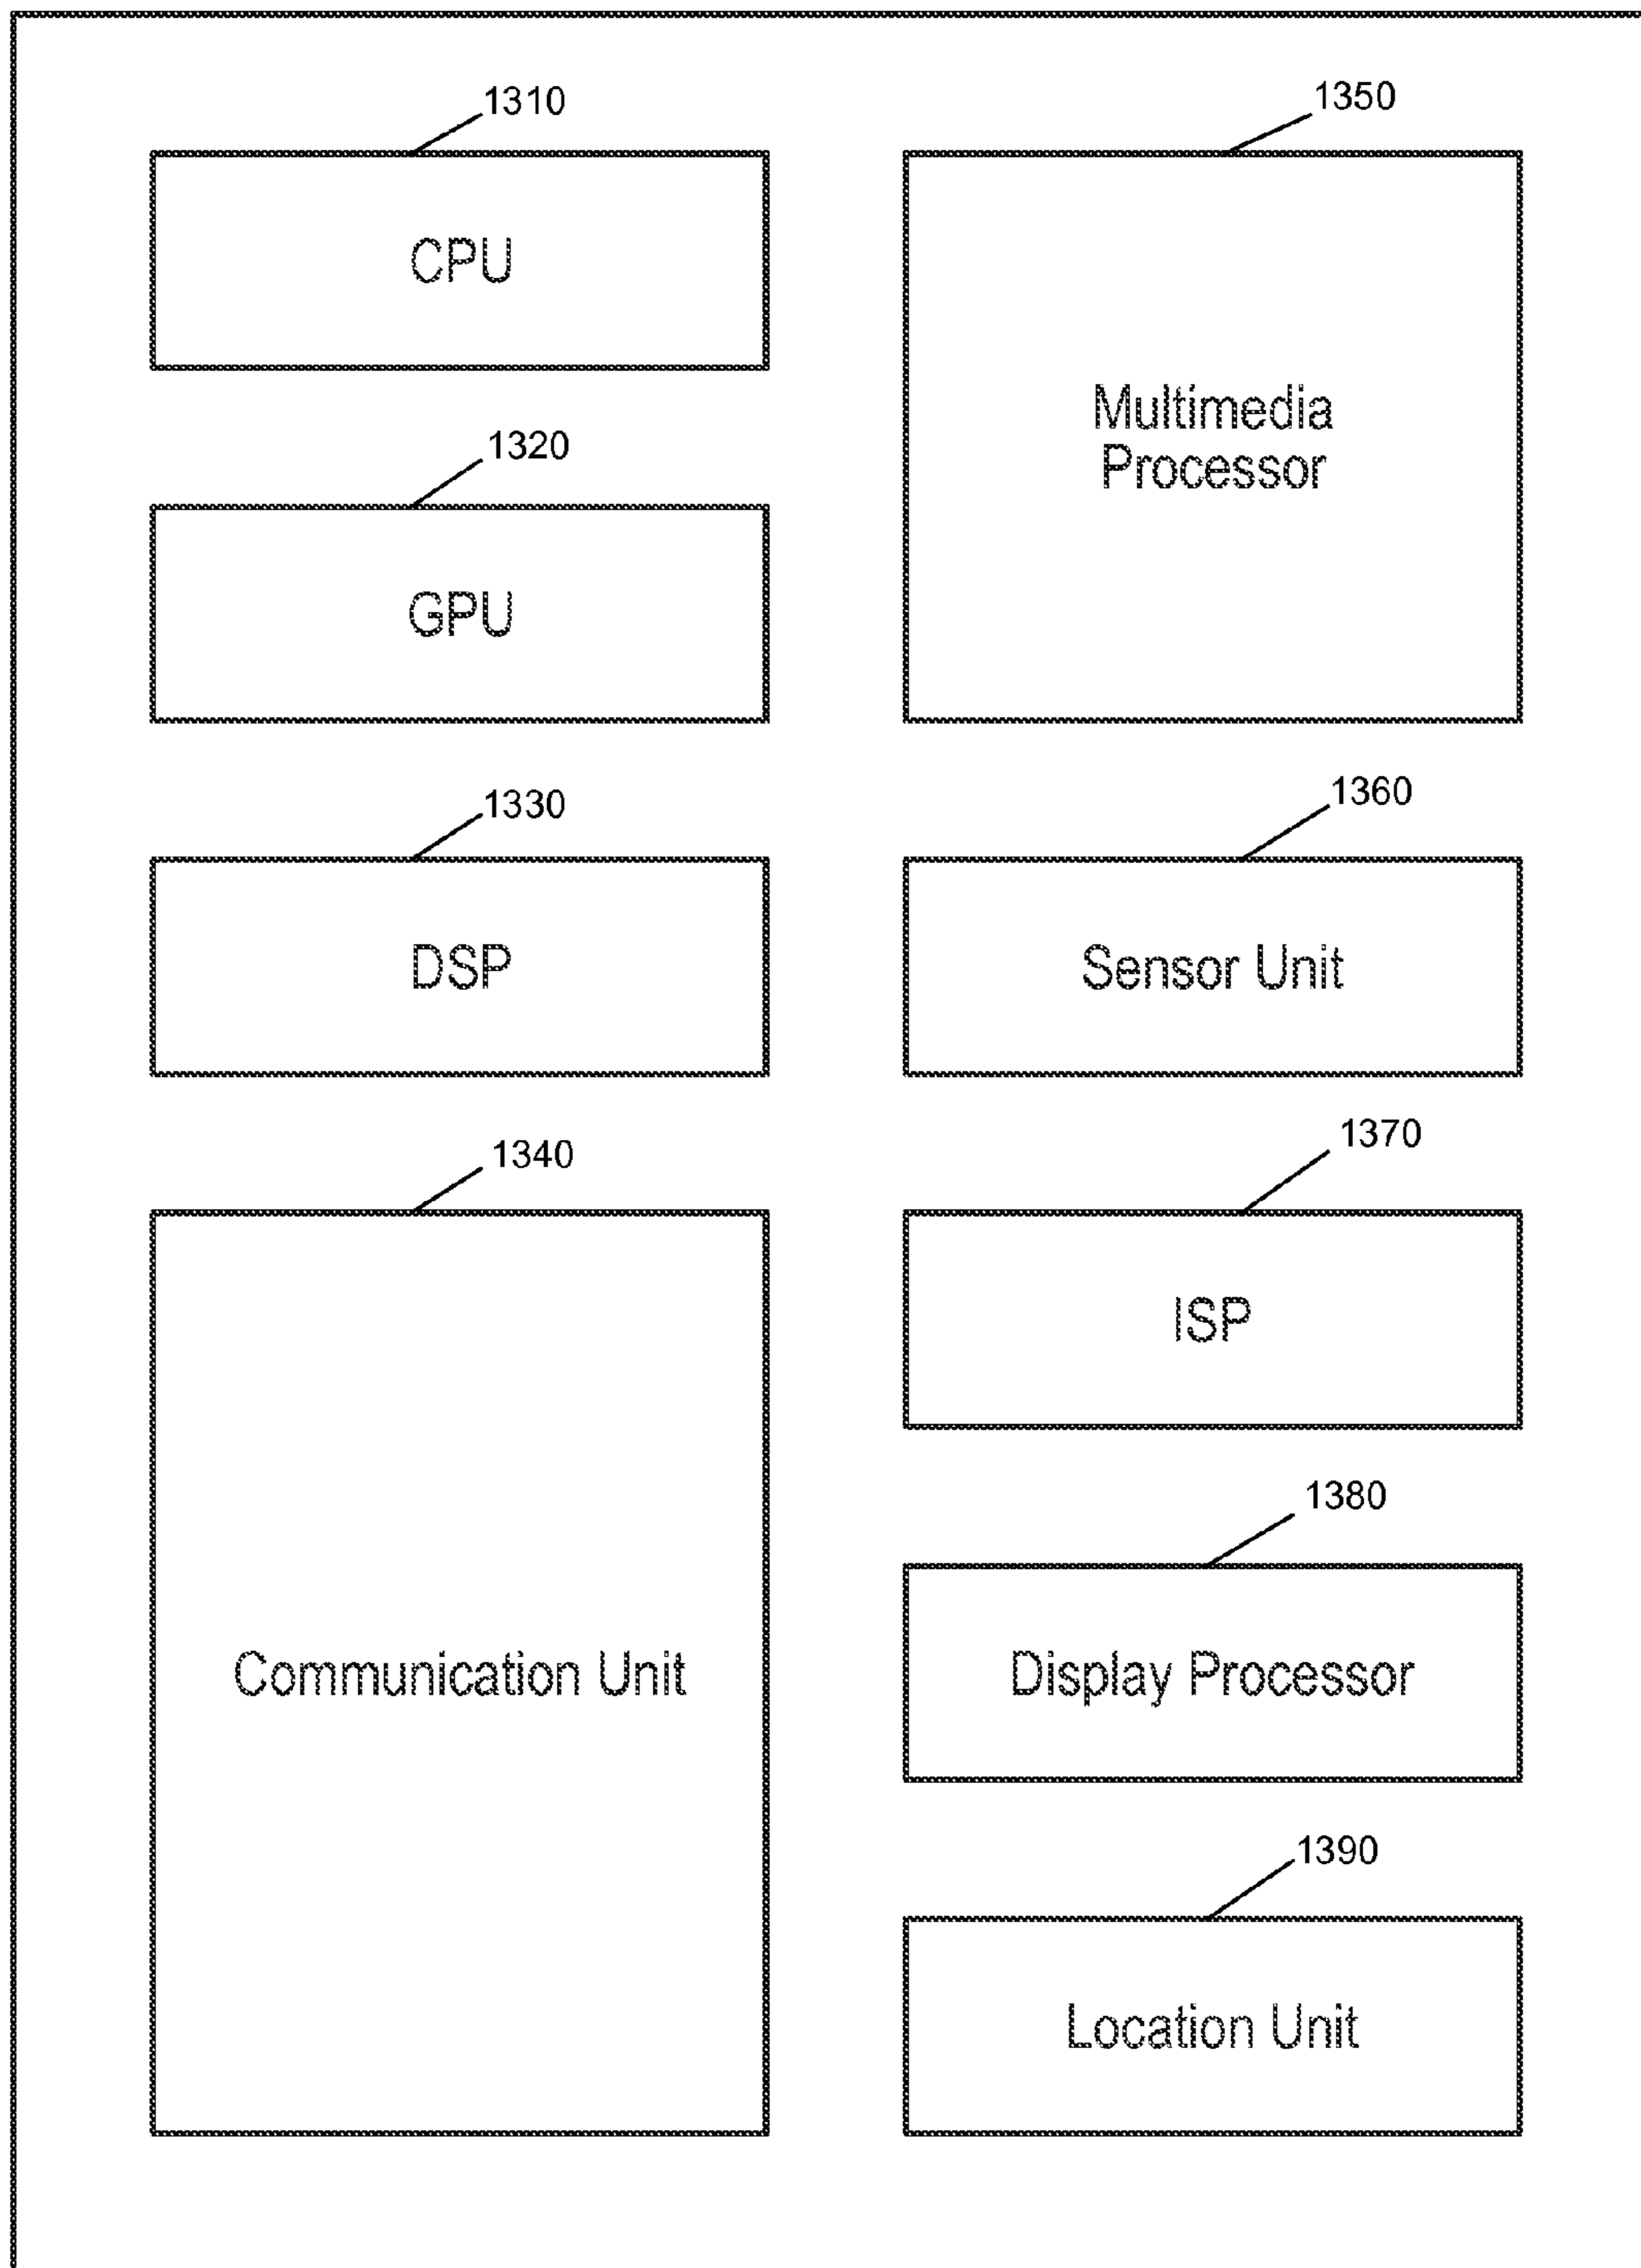 1310
CPU
1320
GPU
1330
DSP
1340
Communication Unit
1350
Multimedia
Processor
1360
Sensor Unit
1370
ISP
1380
Display Processor
1390
Location Unit